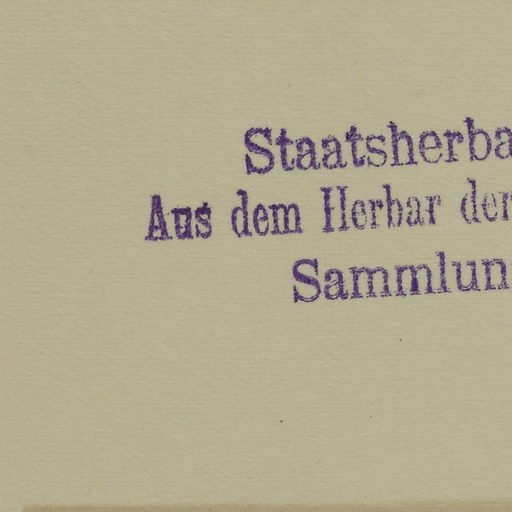 Staatsherba
Aus dem Herbar der
Sammlun